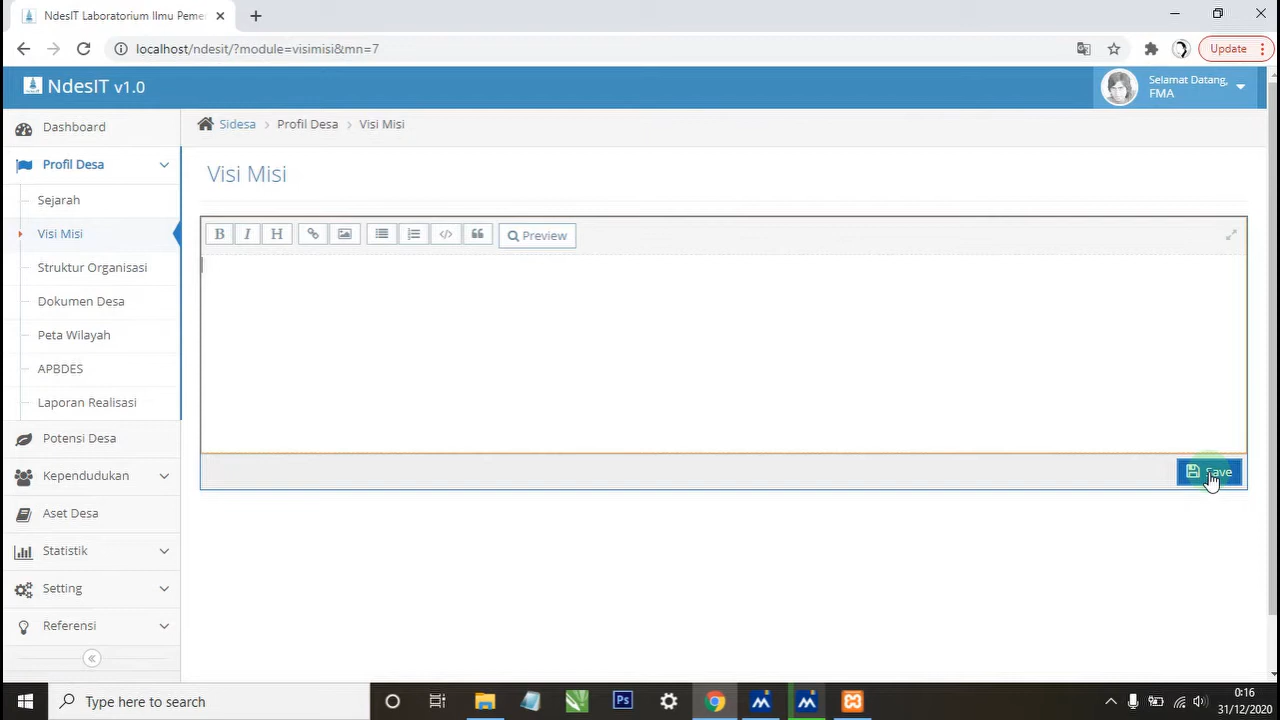 NdesIT Laboratorium Ilmu Peme
localhost/ndesit/?module=visimisi&mn=7
Update
NdesIT v1.0
Selamat Datang,
FMA
Dashboard
Profil Desa
Sejarah
Visi Misi
Struktur Organisasi
Dokumen Desa
Peta Wilayah
APBDES
Laporan Realisasi
Potensi Desa
Kependudukan
Aset Desa
Statistik
Setting
Referensi
Sidesa > Profil Desa > Visi Misi
Visi Misi
B I H Preview
Save
Type here to search
Ps
0:16
31/12/2020